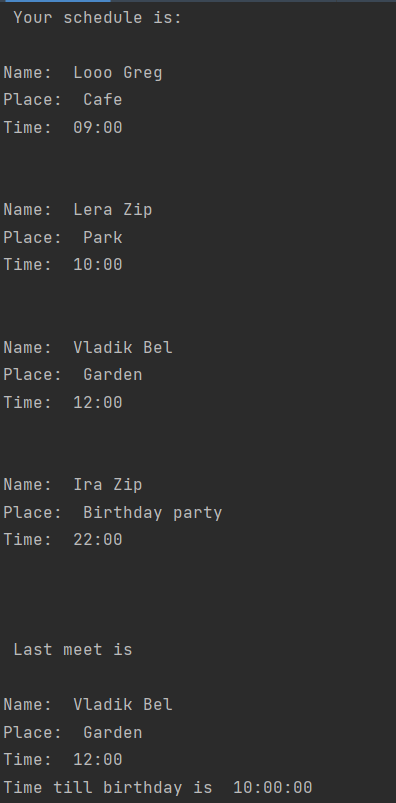 Your schedule is:
Name:  Looo Greg
Place:  Cafe
Time:  09:00
Name:  Lera Zip
Place:  Park
Time:  10:00
Name:  Vladik Bel
Place:  Garden
Time:  12:00
Name:  Ira Zip
Place:  Birthday party
Time:  22:00
Last meet is
Name:  Vladik Bel
Place:  Garden
Time:  12:00
Time till birthday is  10:00:00